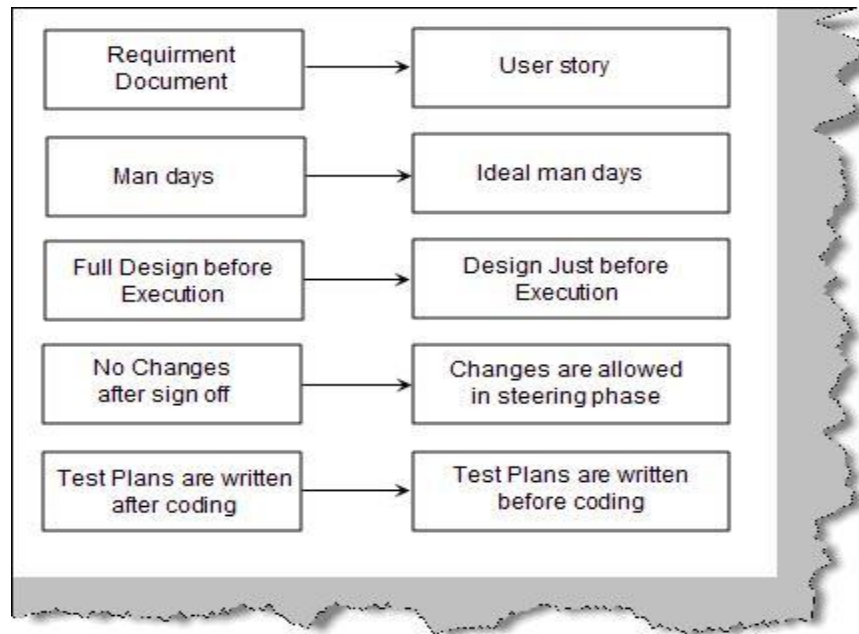 Requirment
Document
User story
Man days
Ideal man days
Full Design before
Execution
Design Just before
Execution
No Changes
after sign off
Changes are allowed
in steering phase
Test Plans are written
after coding
Test Plans are written
before coding